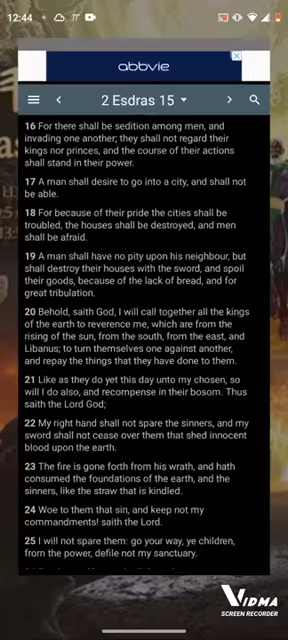 12:44
abbvie
2 Esdras 15
16 For there shall be sedition among men, and
invading one another; they shall not regard their
kings nor princes, and the course of their actions
shall stand in their power.
17 A man shall desire to go into a city, and shall not
be able.
18 For because of their pride the cities shall be
troubled, the houses shall be destroyed, and men
shall be afraid.
19 A man shall have no pity upon his neighbour, but
shall destroy their houses with the sword, and spoil
their goods, because of the lack of bread, and for
great tribulation.
20 Behold, saith God, I will call together all the kings
of the earth to reverence me, which are from the
rising of the sun, from the south, from the east, and
Libanus; to turn themselves one against another,
and repay the things that they have done to them.
21 Like as they do yet this day unto my chosen, so
will I do also, and recompense in their bosom. Thus
saith the Lord God;
22 My right hand shall not spare the sinners, and my
sword shall not cease over them that shed innocent
blood upon the earth.
23 The fire is gone forth from his wrath, and hath
consumed the foundations of the earth, and the
sinners, like the straw that is kindled.
24 Woe to them that sin, and keep not my
commandments! saith the Lord.
25 I will not spare them: go your way, ye children,
from the power, defile not my sanctuary.
VIDMA
SCREEN RECORDER